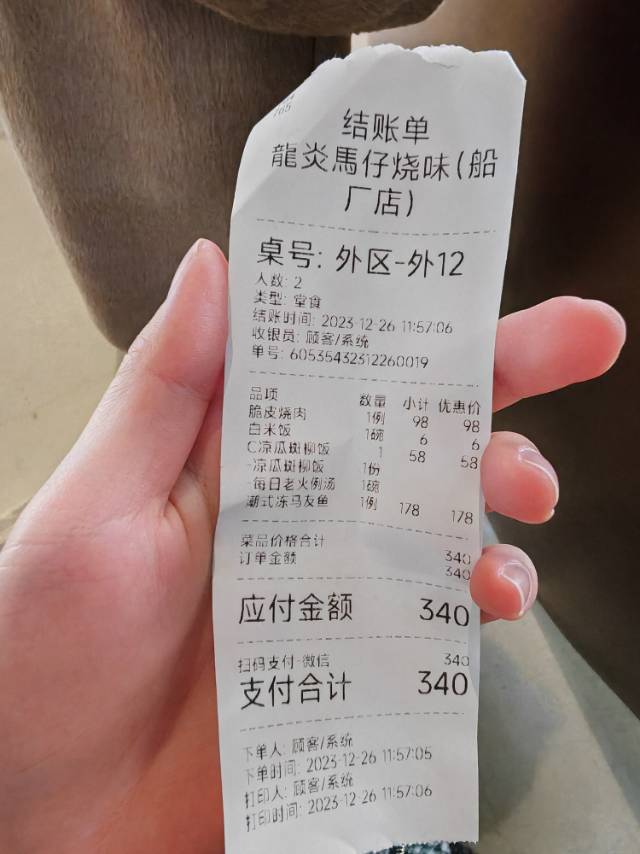 765
结账单
龍炎馬仔烧味(船
厂店)
桌号: 外区-外12
人数: 2
类型: 堂食
结账时间: 2023-12-26 11:57:06
收银员: 顾客/系统
单号: 60535432312260019
品项 数量 小计 优惠价
脆皮烧肉 1例 98 98
白米饭 1碗 6 6
C凉瓜斑柳饭 1 58 58
-凉瓜斑柳饭 1份
-每日老火例汤 1碗
潮式冻马友鱼 1例 178 178
菜品价格合计 340
订单金额 340
应付金额 340
扫码支付-微信 340
支付合计 340
下单人: 顾客/系统
下单时间: 2023-12-26 11:57:05
打印人: 顾客/系统
打印时间: 2023-12-26 11:57:06